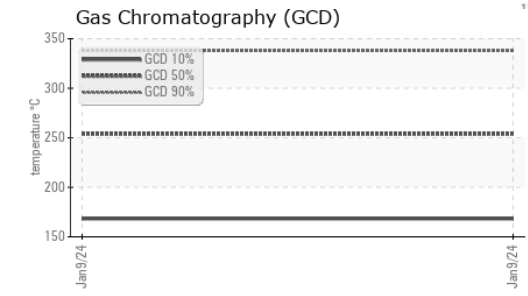 Gas Chromatography (GCD)
350
300
250
200
150
temperature °C
GCD 10%
GCD 50%
GCD 90%
Jan9/24
Jan9/24